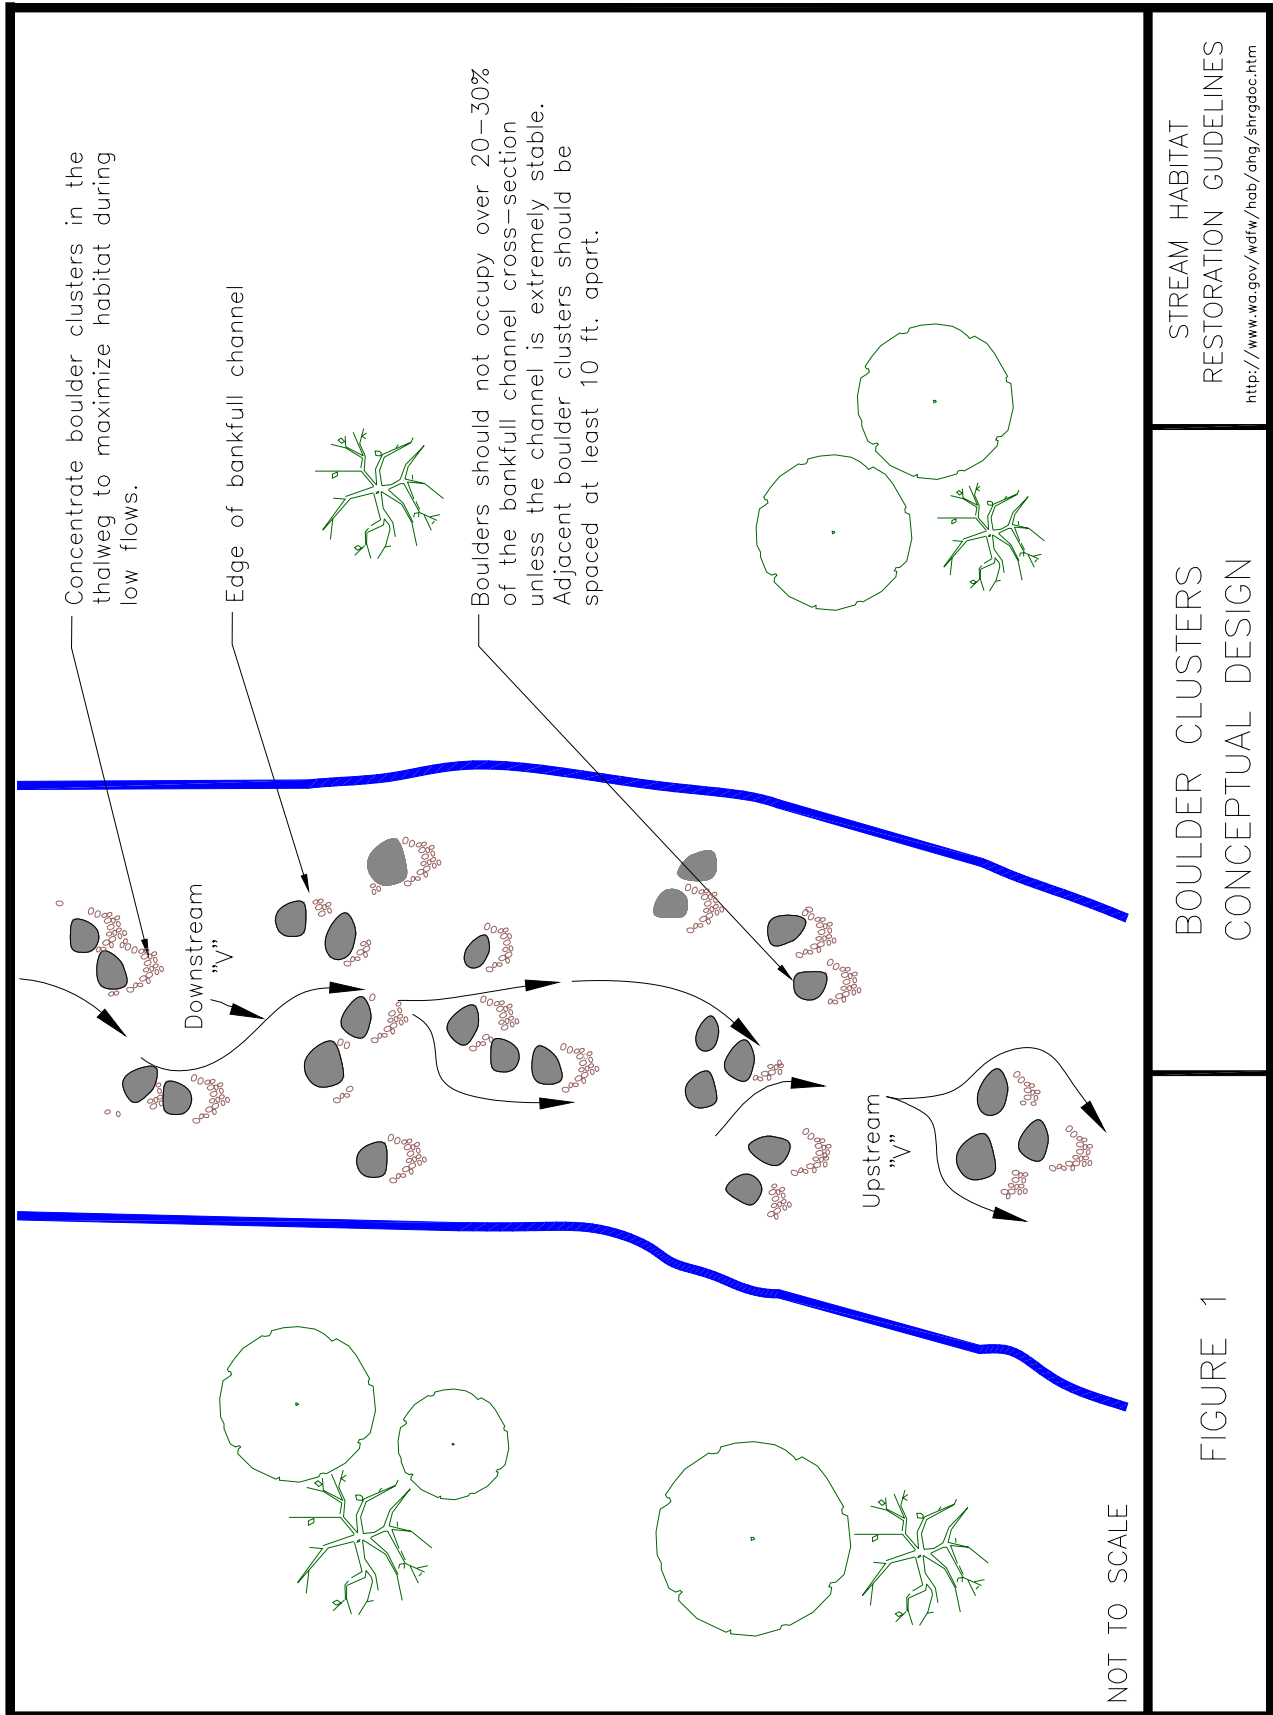 Concentrate boulder clusters in the
thalweg to maximize habitat during
low flows.
Edge of bankfull channel
Boulders should not occupy over 20-30%
of the bankfull channel cross-section
unless the channel is extremely stable.
Adjacent boulder clusters should be
spaced at least 10 ft. apart.
Downstream
"V"
Upstream
"V"
NOT TO SCALE
FIGURE 1
BOULDER CLUSTERS
CONCEPTUAL DESIGN
STREAM HABITAT
RESTORATION GUIDELINES
http://www.wa.gov/wdfw/hab/ahg/shrgdoc.htm